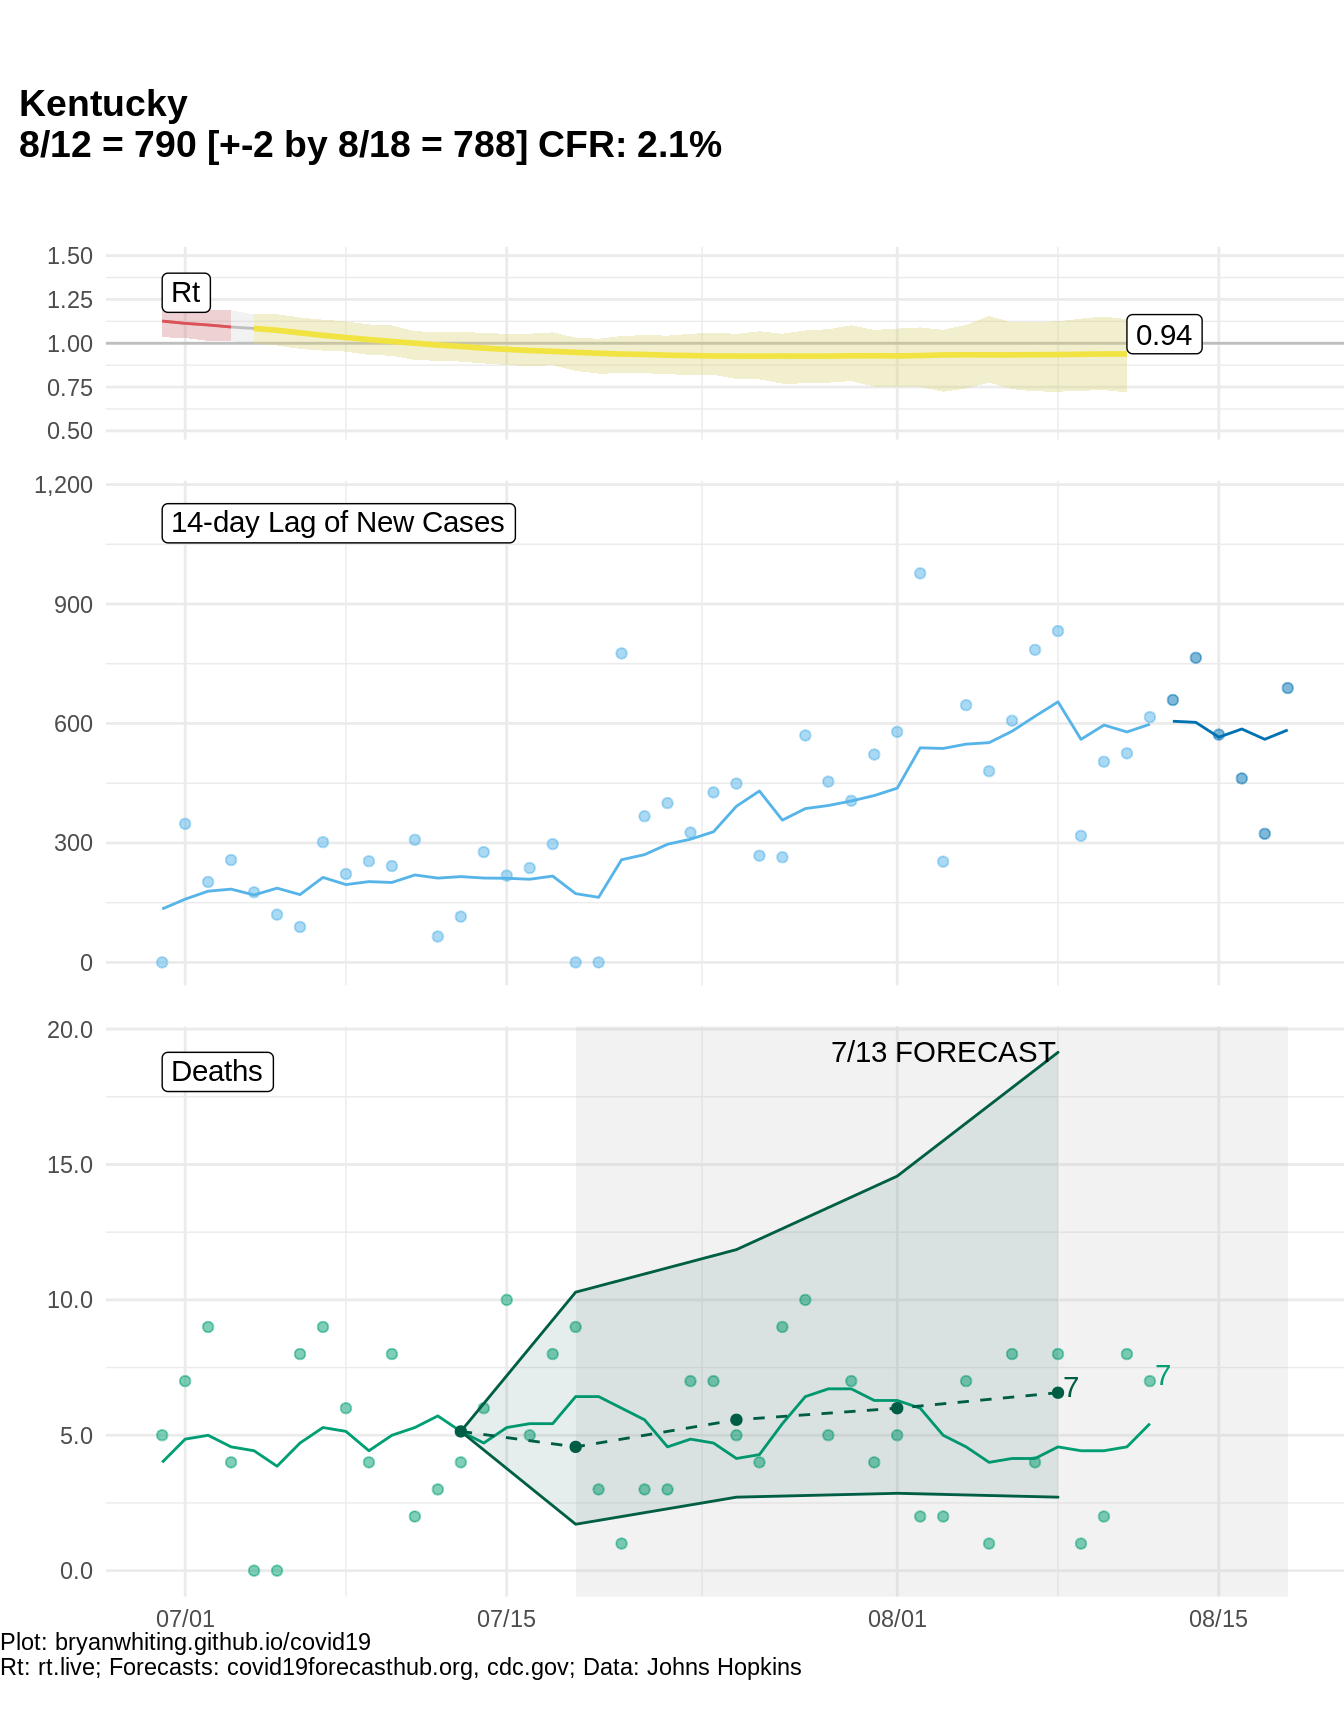 Kentucky
8/12 = 790 [+-2 by 8/18 = 788] CFR: 2.1%
1.50
1.25
1.00
0.75
0.50
Rt
0.94
1,200
900
600
300
0
14-day Lag of New Cases
20.0
15.0
10.0
5.0
0.0
Deaths
7/13 FORECAST
7
7
07/01
07/15
08/01
08/15
Plot: bryanwhiting.github.io/covid19
Rt: rt.live; Forecasts: covid19forecasthub.org, cdc.gov; Data: Johns Hopkins